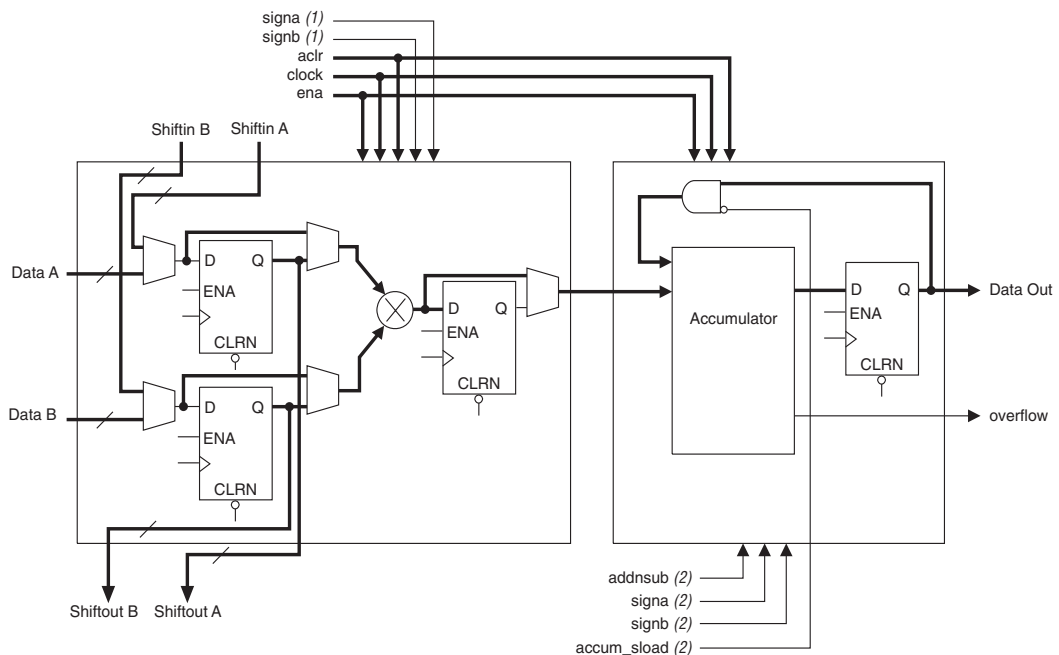 signa (1)
signb (1)
aclr
clock
ena
Shiftin B
Shiftin A
Data A
D Q
ENA
CLRN
D Q
ENA
CLRN
Accumulator
D Q
ENA
CLRN
Data Out
Data B
D Q
ENA
CLRN
overflow
Shiftout B
Shiftout A
addnsub (2)
signa (2)
signb (2)
accum_sload (2)